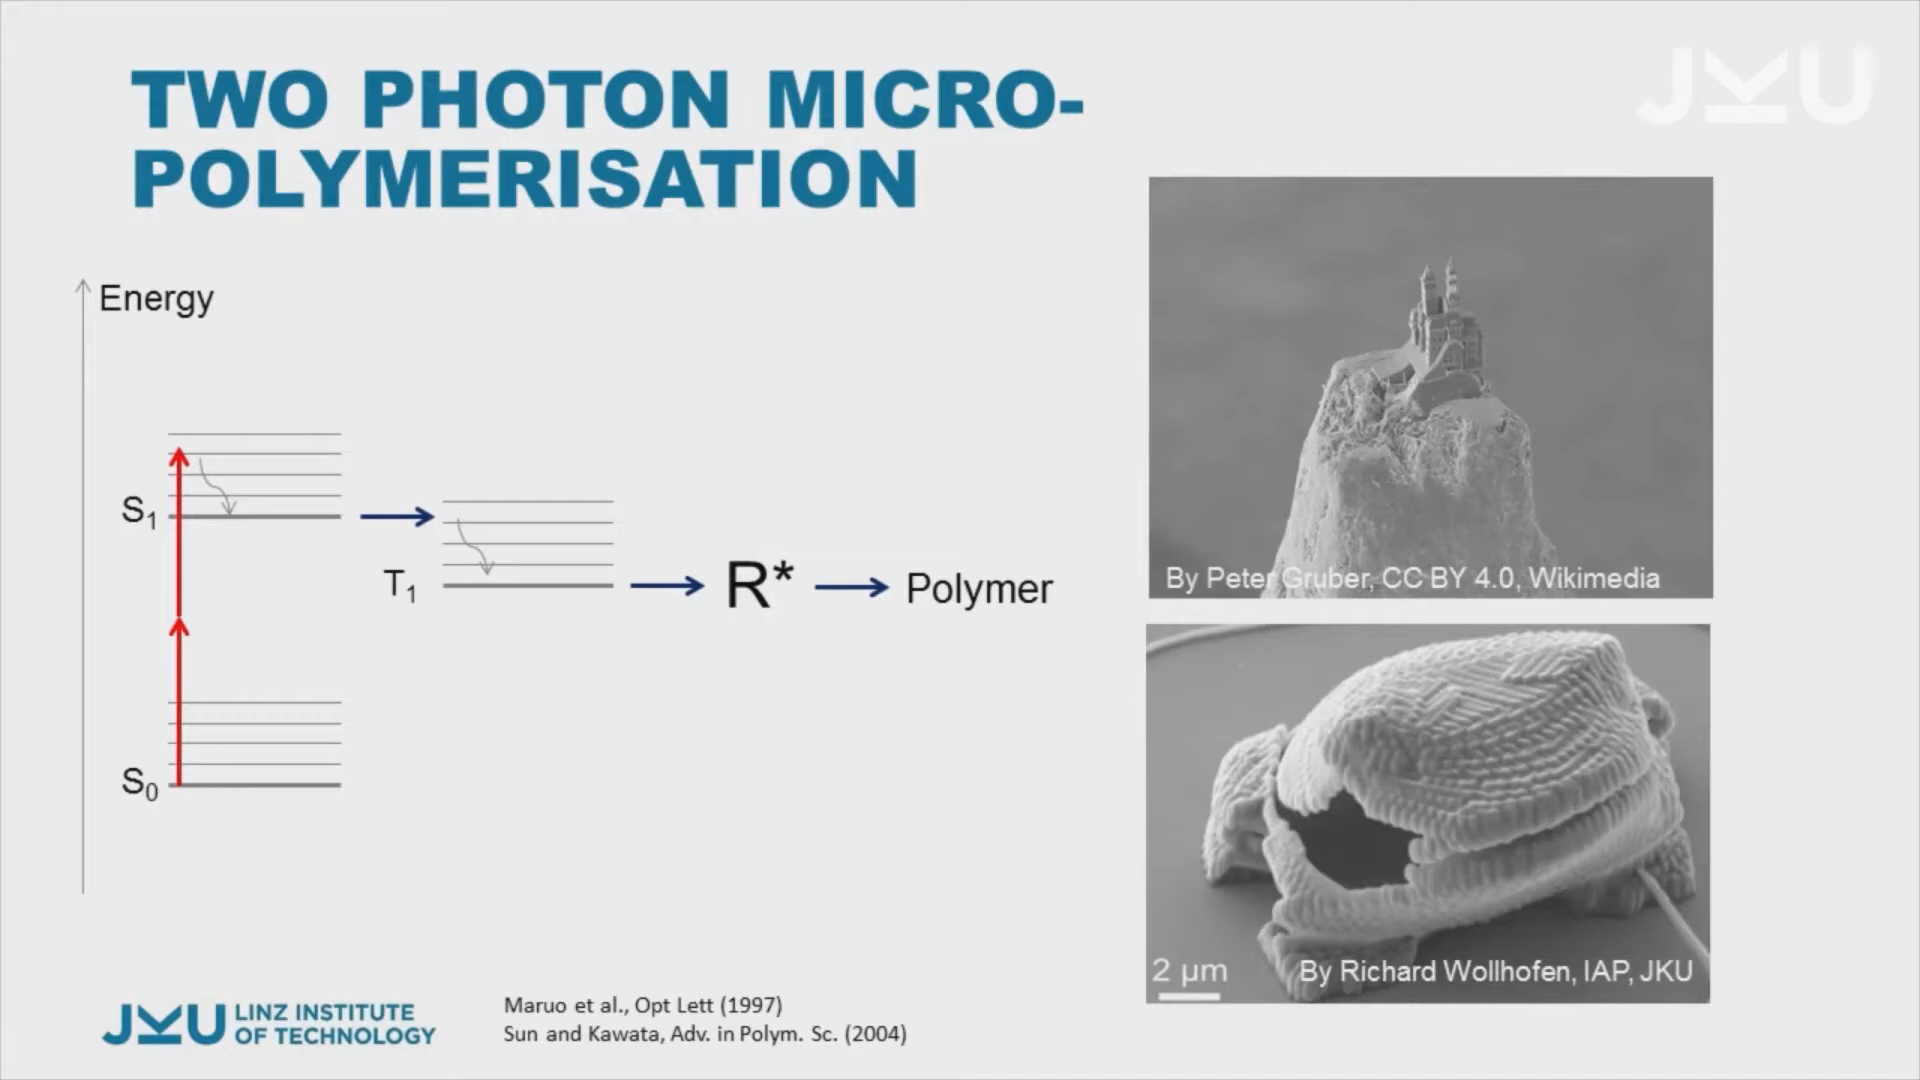 JKU
TWO PHOTON MICRO-
POLYMERISATION
Energy
S1
T1
R*
Polymer
S0
By Peter Gruber, CC BY 4.0, Wikimedia
2 µm
By Richard Wollhofen, IAP, JKU
JKU LINZ INSTITUTE
OF TECHNOLOGY
Maruo et al., Opt Lett (1997)
Sun and Kawata, Adv. in Polym. Sc. (2004)